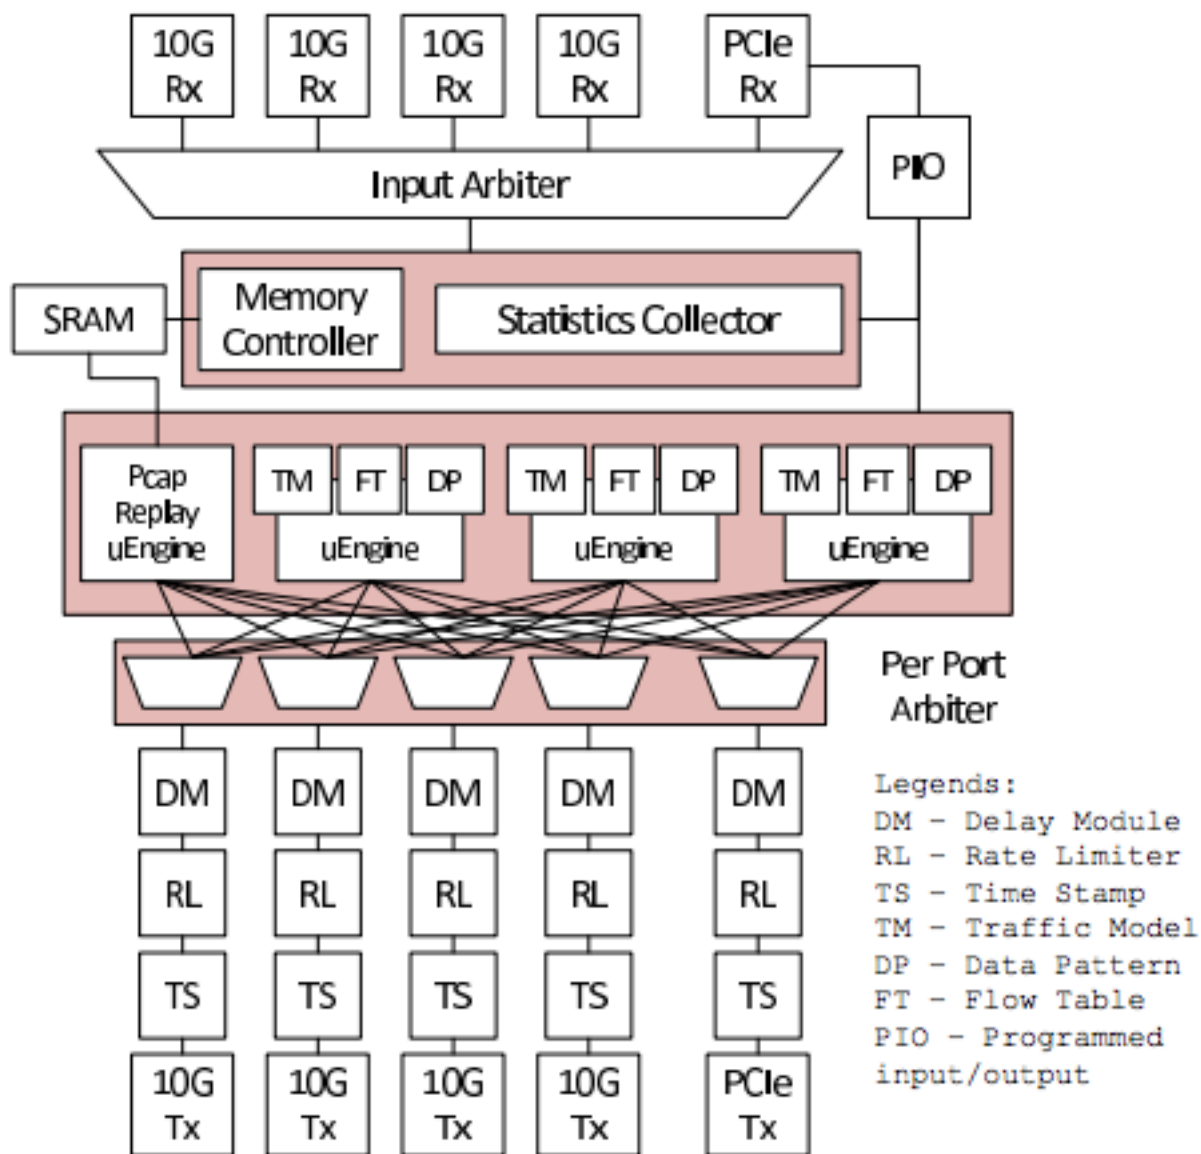 10G
Rx
10G
Rx
10G
Rx
10G
Rx
PCIe
Rx
Input Arbiter
PIO
SRAM
Memory
Controller
Statistics Collector
Pcap
Replay
uEngine
TM
FT
DP
uEngine
TM
FT
DP
uEngine
TM
FT
DP
uEngine
Per Port
Arbiter
DM
DM
DM
DM
DM
RL
RL
RL
RL
RL
TS
TS
TS
TS
TS
10G
Tx
10G
Tx
10G
Tx
10G
Tx
PCIe
Tx
Legends:
DM - Delay Module
RL - Rate Limiter
TS - Time Stamp
TM - Traffic Model
DP - Data Pattern
FT - Flow Table
PIO - Programmed
input/output